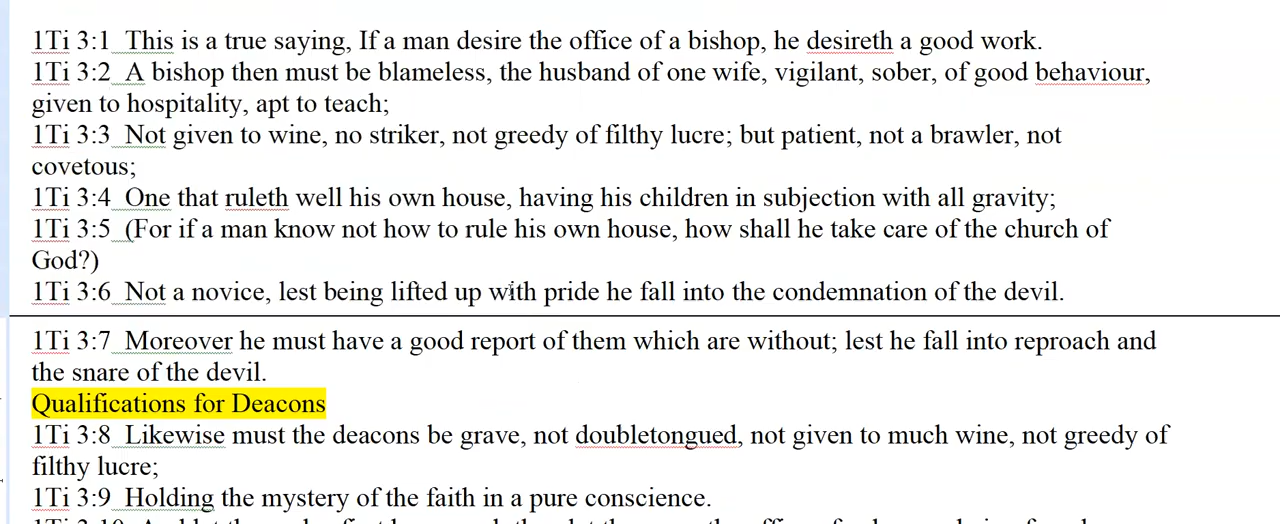 1Ti 3:1 This is a true saying, If a man desire the office of a bishop, he desireth a good work.
1Ti 3:2 A bishop then must be blameless, the husband of one wife, vigilant, sober, of good behaviour,
given to hospitality, apt to teach;
1Ti 3:3 Not given to wine, no striker, not greedy of filthy lucre; but patient, not a brawler, not
covetous;
1Ti 3:4 One that ruleth well his own house, having his children in subjection with all gravity;
1Ti 3:5 (For if a man know not how to rule his own house, how shall he take care of the church of
God?)
1Ti 3:6 Not a novice, lest being lifted up with pride he fall into the condemnation of the devil.
1Ti 3:7 Moreover he must have a good report of them which are without; lest he fall into reproach and
the snare of the devil.
Qualifications for Deacons
1Ti 3:8 Likewise must the deacons be grave, not doubletongued, not given to much wine, not greedy of
filthy lucre;
1Ti 3:9 Holding the mystery of the faith in a pure conscience.